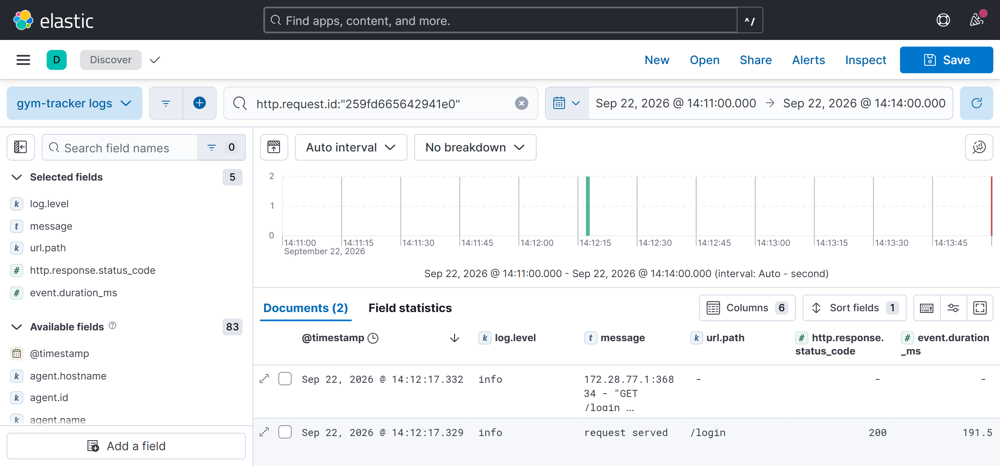 elastic
Find apps, content, and more.
^/
D
Discover
New
Open
Share
Alerts
Inspect
Save
gym-tracker logs
http.request.id:"259fd665642941e0"
Sep 22, 2026 @ 14:11:00.000 → Sep 22, 2026 @ 14:14:00.000
Search field names
0
Auto interval
No breakdown
Selected fields
5
k log.level
t message
k url.path
# http.response.status_code
# event.duration_ms
Available fields
83
@timestamp
k agent.hostname
k agent.id
k agent.name
Add a field
2
1
0
14:11:00
14:11:15
14:11:30
14:11:45
14:12:00
14:12:15
14:12:30
14:12:45
14:13:00
14:13:15
14:13:30
14:13:45
September 22, 2026
Sep 22, 2026 @ 14:11:00.000 - Sep 22, 2026 @ 14:14:00.000 (interval: Auto - second)
Documents (2)
Field statistics
Columns 6
Sort fields 1
@timestamp
k log.level
t message
k url.path
# http.response.
status_code
# event.duration
_ms
Sep 22, 2026 @ 14:12:17.332
info
172.28.77.1:368
34 - "GET
/login ...
-
-
-
Sep 22, 2026 @ 14:12:17.329
info
request served
/login
200
191.5